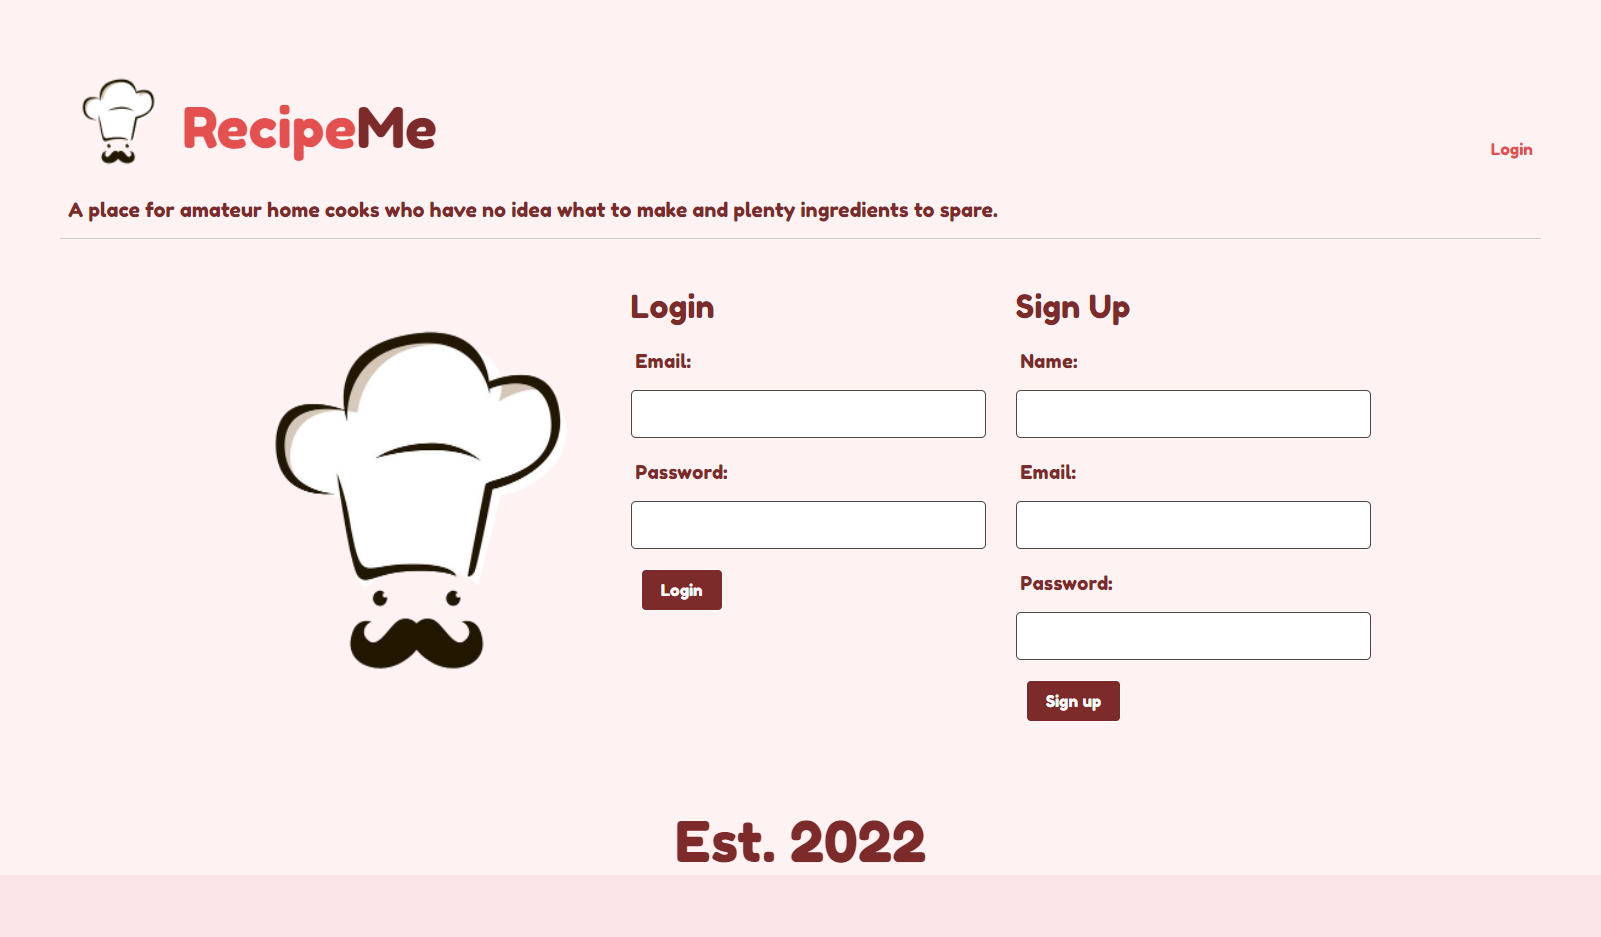 RecipeMe
Login
A place for amateur home cooks who have no idea what to make and plenty ingredients to spare.
Login
Email:
Password:
Login
Sign Up
Name:
Email:
Password:
Sign up
Est. 2022